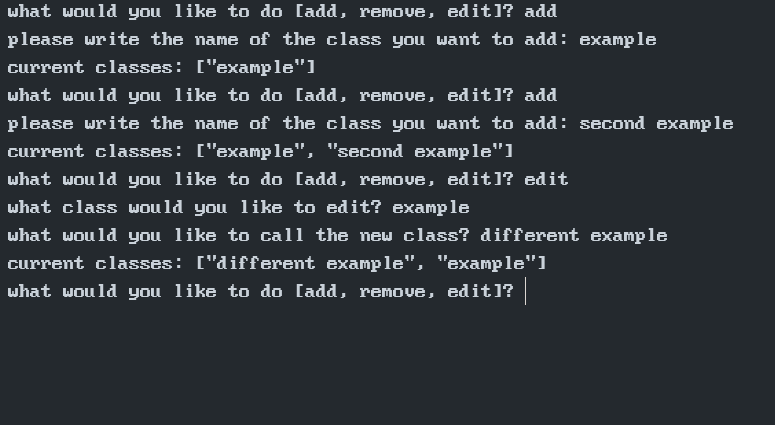 what would you like to do [add, remove, edit]? add
please write the name of the class you want to add: example
current classes: ["example"]
what would you like to do [add, remove, edit]? add
please write the name of the class you want to add: second example
current classes: ["example", "second example"]
what would you like to do [add, remove, edit]? edit
what class would you like to edit? example
what would you like to call the new class? different example
current classes: ["different example", "example"]
what would you like to do [add, remove, edit]?